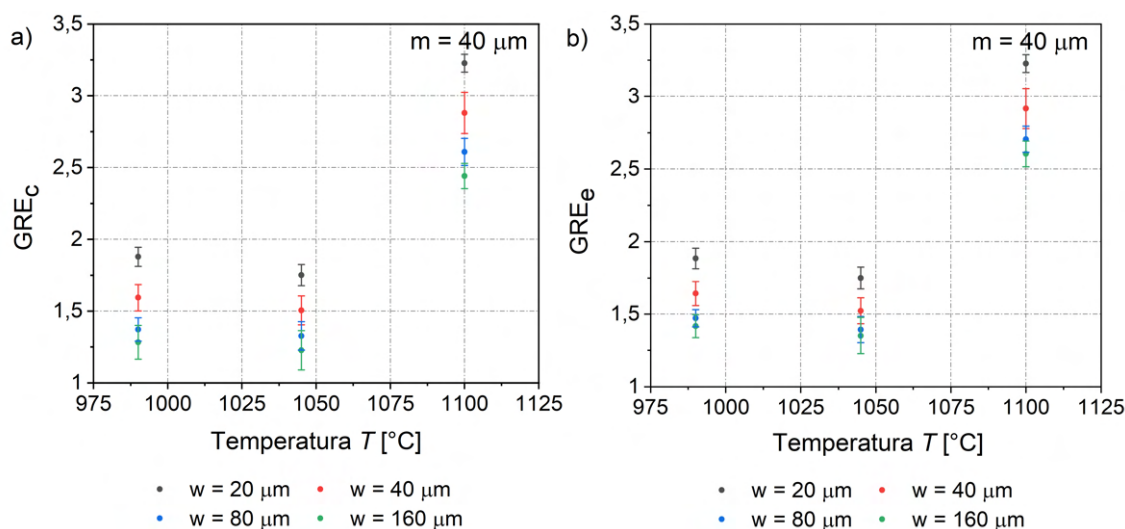 a)
m = 40 μm
3,5
3
2,5
2
1,5
1
GRE_c
975 1000 1025 1050 1075 1100 1125
Temperatura T [°C]
w = 20 μm w = 40 μm
w = 80 μm w = 160 μm
b)
m = 40 μm
3,5
3
2,5
2
1,5
1
GRE_e
975 1000 1025 1050 1075 1100 1125
Temperatura T [°C]
w = 20 μm w = 40 μm
w = 80 μm w = 160 μm